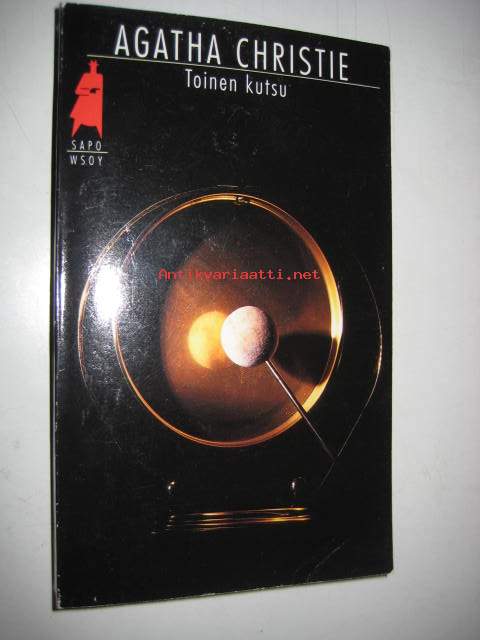 AGATHA CHRISTIE
Toinen kutsu
SAPO
WSOY
Antikvariaatti.net